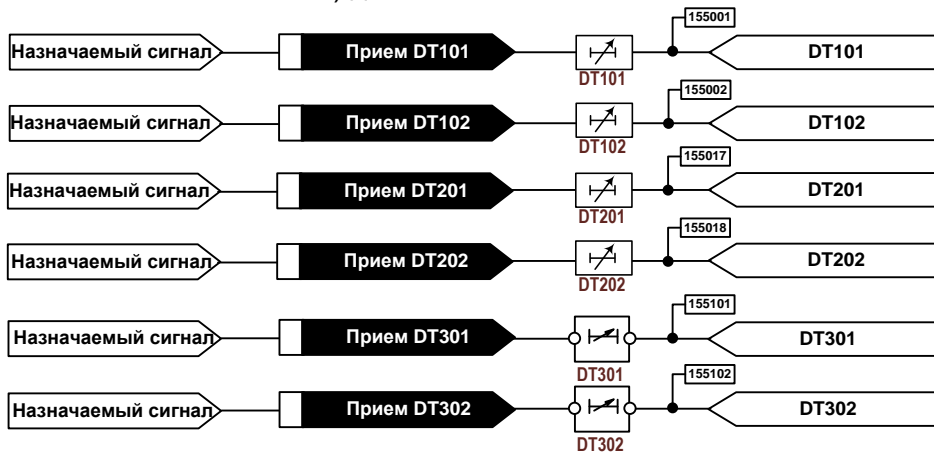 155001
Назначаемый сигнал Прием DT101 DT101
DT101
155002
Назначаемый сигнал Прием DT102 DT102
DT102
155017
Назначаемый сигнал Прием DT201 DT201
DT201
155018
Назначаемый сигнал Прием DT202 DT202
DT202
155101
Назначаемый сигнал Прием DT301 DT301
DT301
155102
Назначаемый сигнал Прием DT302 DT302
DT302